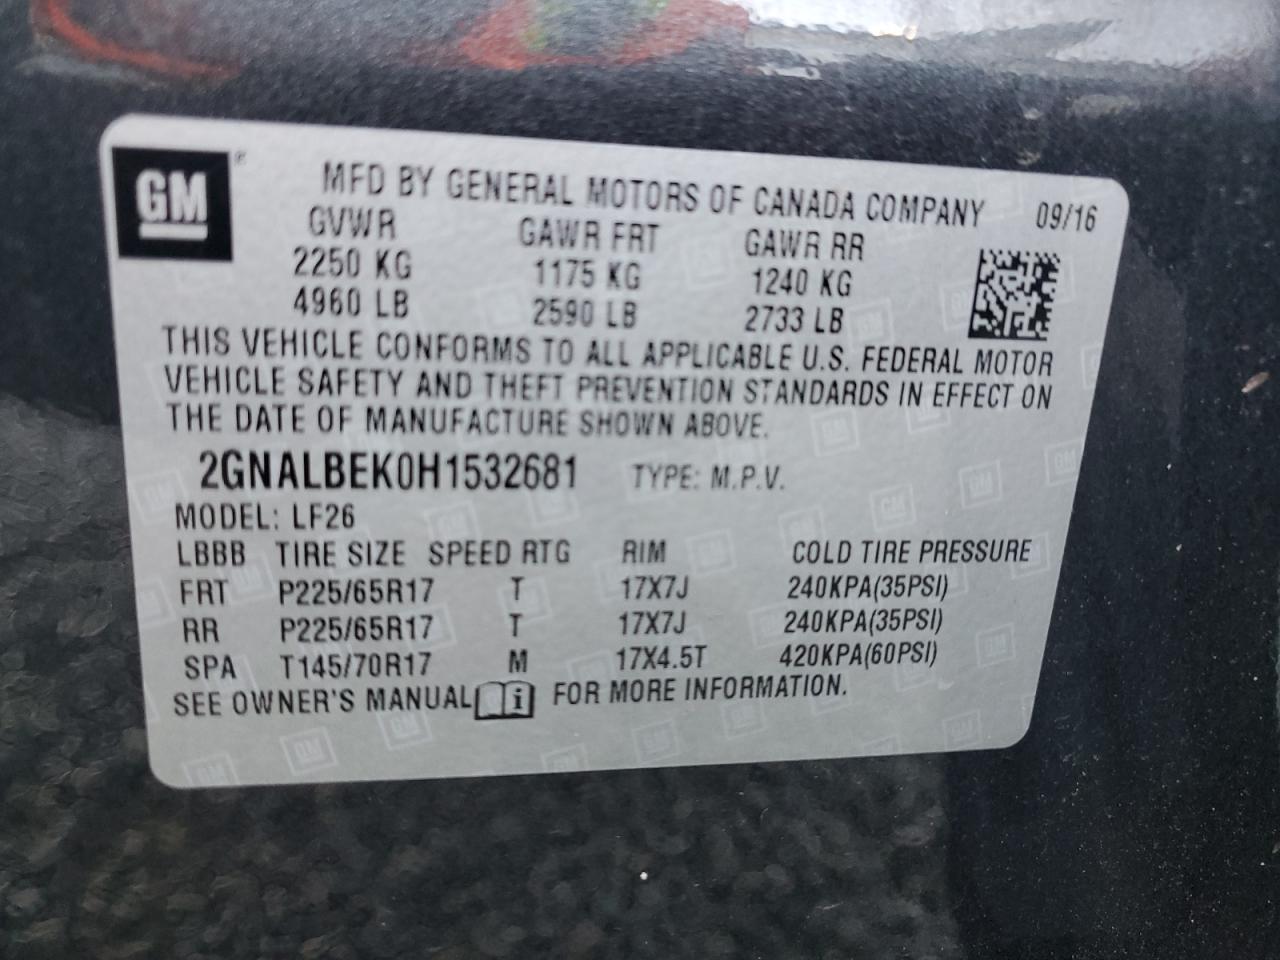 GM ®
MFD BY GENERAL MOTORS OF CANADA COMPANY 09/16
GVWR GAWR FRT GAWR RR
2250 KG 1175 KG 1240 KG
4960 LB 2590 LB 2733 LB
THIS VEHICLE CONFORMS TO ALL APPLICABLE U.S. FEDERAL MOTOR
VEHICLE SAFETY AND THEFT PREVENTION STANDARDS IN EFFECT ON
THE DATE OF MANUFACTURE SHOWN ABOVE.
2GNALBEK0H1532681 TYPE: M.P.V.
MODEL: LF26
LBBB TIRE SIZE SPEED RTG RIM COLD TIRE PRESSURE
FRT P225/65R17 T 17X7J 240KPA(35PSI)
RR P225/65R17 T 17X7J 240KPA(35PSI)
SPA T145/70R17 M 17X4.5T 420KPA(60PSI)
SEE OWNER'S MANUAL i FOR MORE INFORMATION.